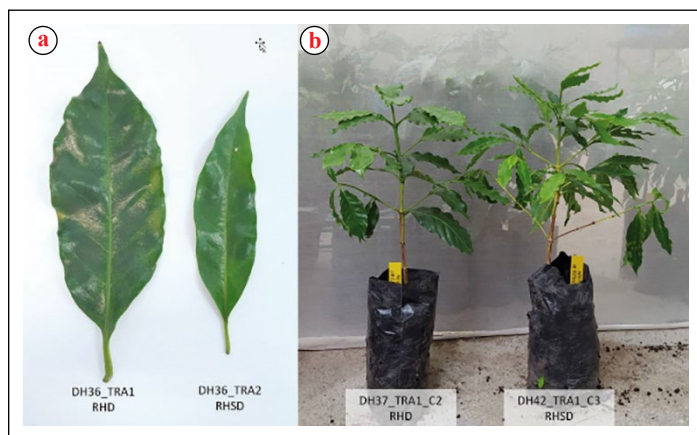 a
b
DH36_TRA1
RHD
DH36_TRA2
RHSD
DH37_TRA1_C2
RHD
DH42_TRA1_C3
RHSD